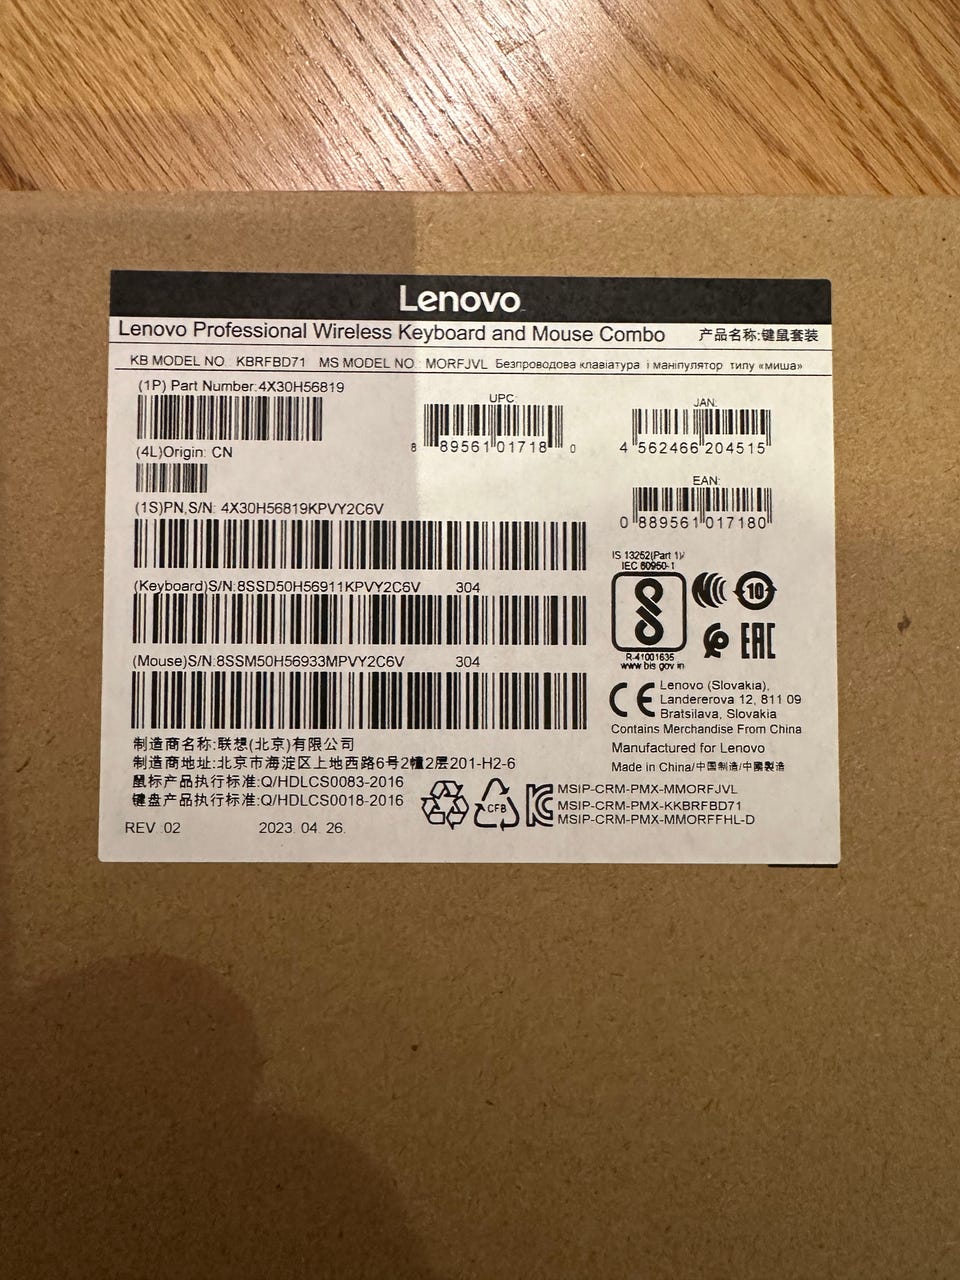 Lenovo
Lenovo Professional Wireless Keyboard and Mouse Combo 产品名称:键鼠套装
KB MODEL NO.: KBRFBD71 MS MODEL NO.: MORFJVL Безпроводова клавіатура і маніпулятор типу «миша»
(1P) Part Number:4X30H56819
UPC:
8 89561 01718 0
JAN:
4 562466 204515
(4L)Origin: CN
EAN:
0 889561 017180
(1S)PN,S/N: 4X30H56819KPVY2C6V
(Keyboard)S/N:8SSD50H56911KPVY2C6V 304
(Mouse)S/N:8SSM50H56933MPVY2C6V 304
IS 13252(Part 1)/
IEC 60950-1
R-41001635
www.bis.gov.in
10
EAC
CE
Lenovo (Slovakia),
Landererova 12, 811 09
Bratsilava, Slovakia
Contains Merchandise From China
Manufactured for Lenovo
Made in China/中国制造/中國製造
制造商名称:联想(北京)有限公司
制造商地址:北京市海淀区上地西路6号2幢2层201-H2-6
鼠标产品执行标准:Q/HDLCS0083-2016
键盘产品执行标准:Q/HDLCS0018-2016
CFB
MSIP-CRM-PMX-MMORFJVL
MSIP-CRM-PMX-KKBRFBD71
MSIP-CRM-PMX-MMORFFHL-D
REV :02 2023. 04. 26.